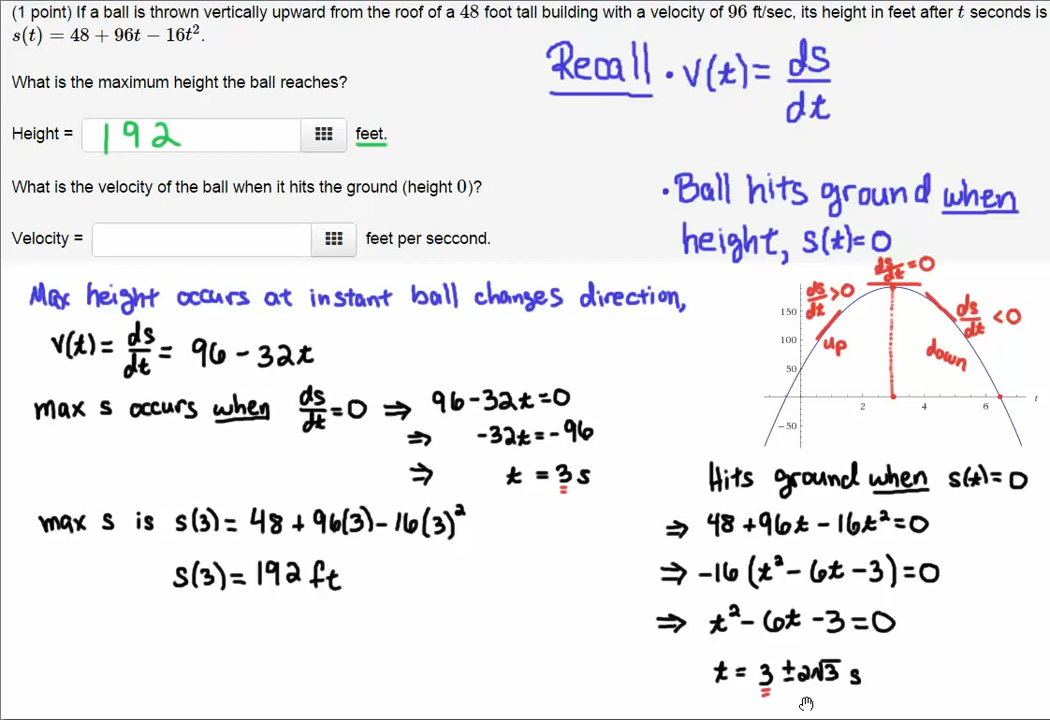 (1 point) If a ball is thrown vertically upward from the roof of a 48 foot tall building with a velocity of 96 ft/sec, its height in feet after t seconds is
s(t) = 48 + 96t − 16t².
Recall • v(t) = ds/dt
What is the maximum height the ball reaches?
Height = 192 feet.
What is the velocity of the ball when it hits the ground (height 0)?
• Ball hits ground when
height, s(t)=0
Velocity = feet per seccond.
Max height occurs at instant ball changes direction,
v(t) = ds/dt = 96 - 32t
max s occurs when ds/dt = 0 ⇒ 96-32t=0
⇒ -32t=-96
⇒ t = 3 s
max s is s(3) = 48 + 96(3) - 16(3)²
s(3) = 192 ft
ds/dt = 0
ds/dt > 0
ds/dt < 0
up
down
150
100
50
−50
2
4
6
t
Hits ground when s(t)=0
⇒ 48+96t-16t²=0
⇒ -16(t²-6t-3)=0
⇒ t²-6t-3=0
t = 3 ±2√3 s